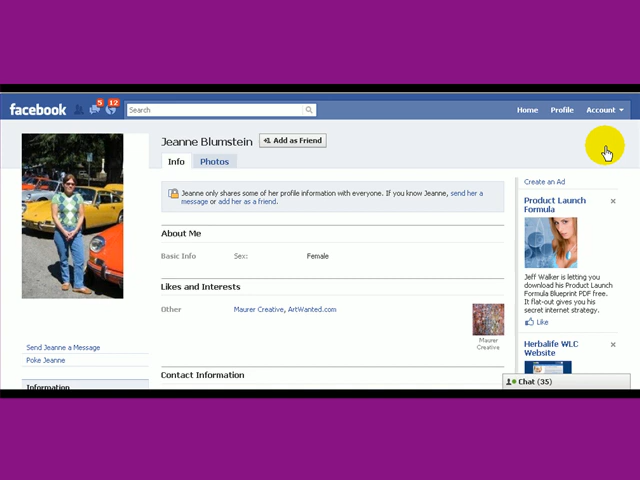 facebook
5
12
Search
Home
Profile
Account
Jeanne Blumstein
+1 Add as Friend
Info
Photos
Jeanne only shares some of her profile information with everyone. If you know Jeanne, send her a
message or add her as a friend.
About Me
Basic Info
Sex:
Female
Likes and Interests
Other
Maurer Creative, ArtWanted.com
Maurer
Creative
Contact Information
Send Jeanne a Message
Poke Jeanne
Information
Create an Ad
Product Launch
Formula
Jeff Walker is letting you
download his Product Launch
Formula Blueprint PDF free.
It flat-out gives you his
secret internet strategy.
Like
Herbalife WLC
Website
Chat (35)